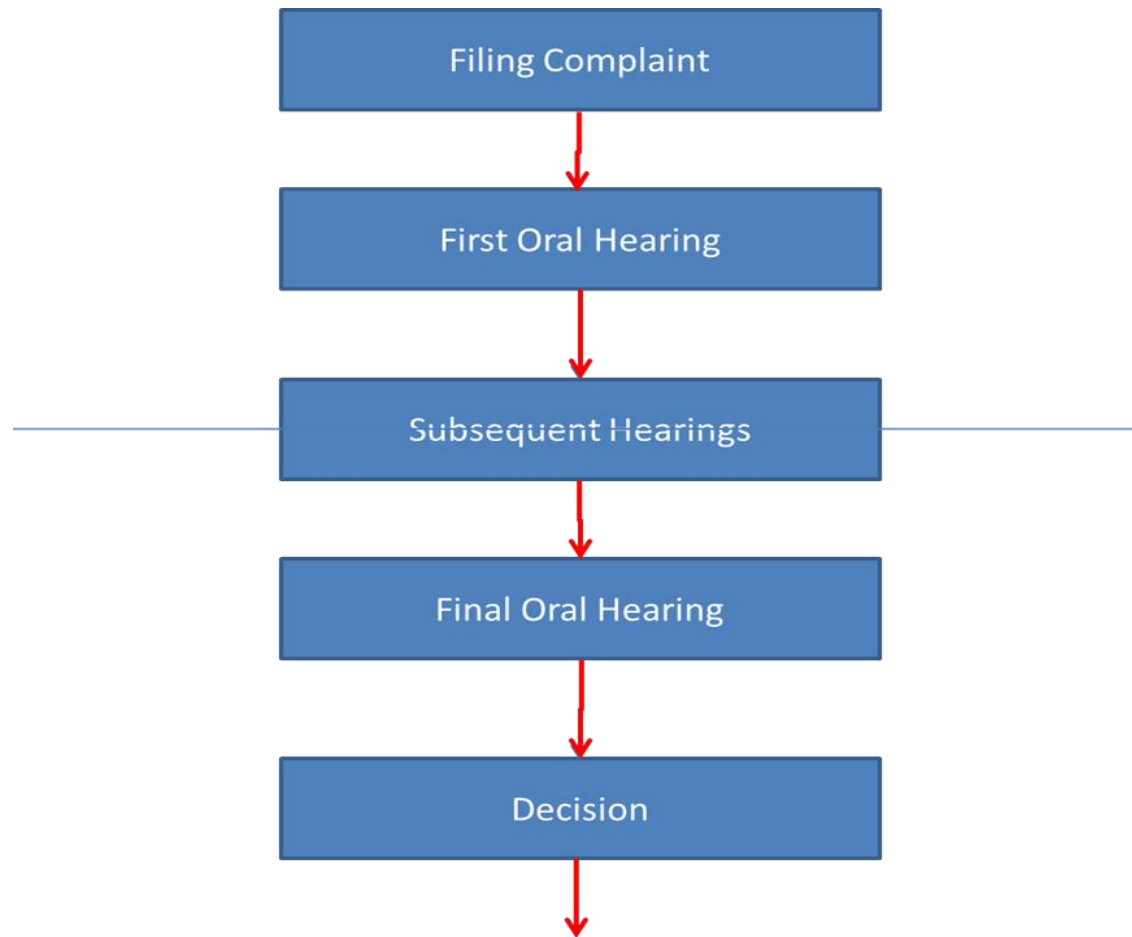 Filing Complaint
First Oral Hearing
Subsequent Hearings
Final Oral Hearing
Decision